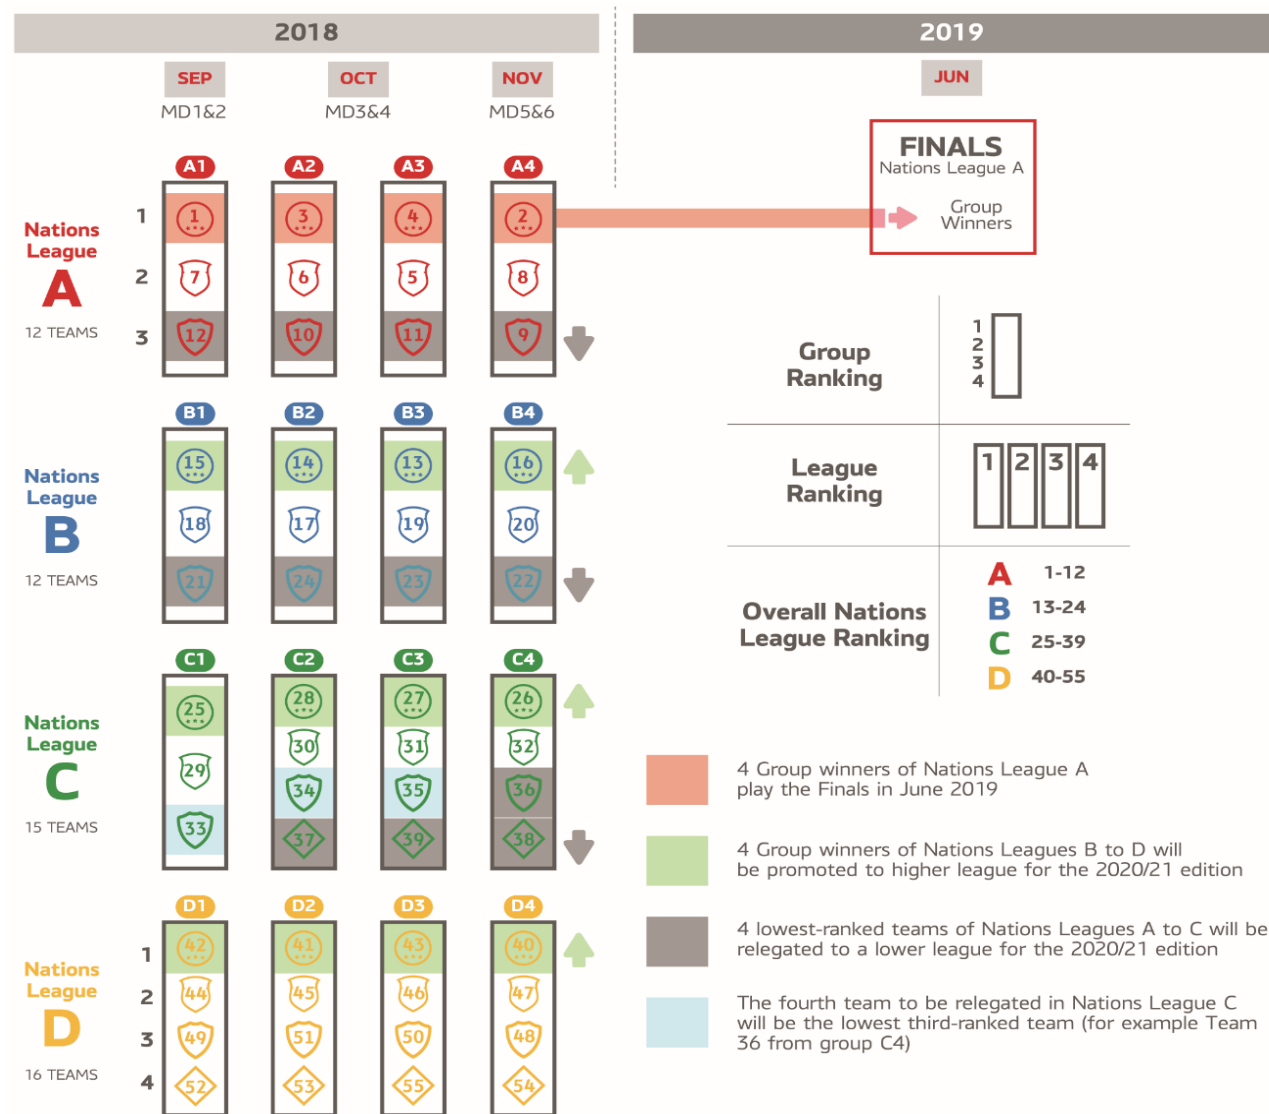 2018
2019
SEP
OCT
NOV
JUN
MD1&2
MD3&4
MD5&6
FINALS
Nations League A
Group
Winners
A1 A2 A3 A4
Nations
League
A
12 TEAMS
1 1 3 4 2
2 7 6 5 8
3 12 10 11 9
B1 B2 B3 B4
Nations
League
B
12 TEAMS
15 14 13 16
18 17 19 20
21 24 23 22
C1 C2 C3 C4
Nations
League
C
15 TEAMS
25 28 27 26
29 30 31 32
33 34 35 36
37 39 38
D1 D2 D3 D4
Nations
League
D
16 TEAMS
1 42 41 43 40
2 44 45 46 47
3 49 51 50 48
4 52 53 55 54
Group
Ranking
1
2
3
4
League
Ranking
1 2 3 4
Overall Nations
League Ranking
A 1-12
B 13-24
C 25-39
D 40-55
4 Group winners of Nations League A
play the Finals in June 2019
4 Group winners of Nations Leagues B to D will
be promoted to higher league for the 2020/21 edition
4 lowest-ranked teams of Nations Leagues A to C will be
relegated to a lower league for the 2020/21 edition
The fourth team to be relegated in Nations League C
will be the lowest third-ranked team (for example Team
36 from group C4)